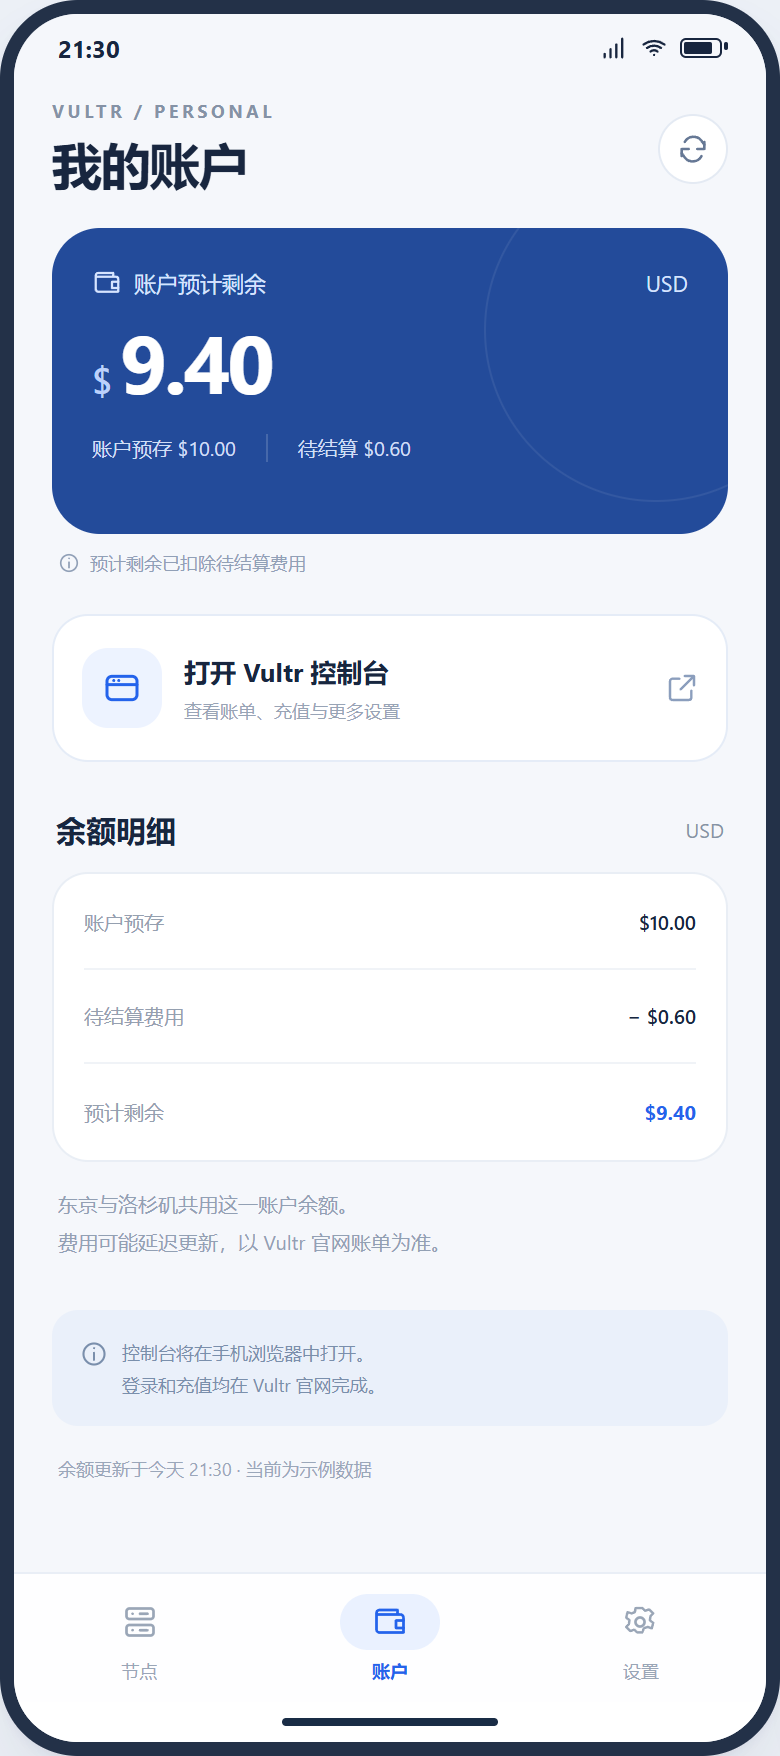 21:30
VULTR / PERSONAL
我的账户
账户预计剩余 USD
$ 9.40
账户预存 $10.00 待结算 $0.60
预计剩余已扣除待结算费用
打开 Vultr 控制台
查看账单、充值与更多设置
余额明细 USD
账户预存 $10.00
待结算费用 − $0.60
预计剩余 $9.40
东京与洛杉矶共用这一账户余额。
费用可能延迟更新，以 Vultr 官网账单为准。
控制台将在手机浏览器中打开。
登录和充值均在 Vultr 官网完成。
余额更新于今天 21:30 · 当前为示例数据
节点 账户 设置